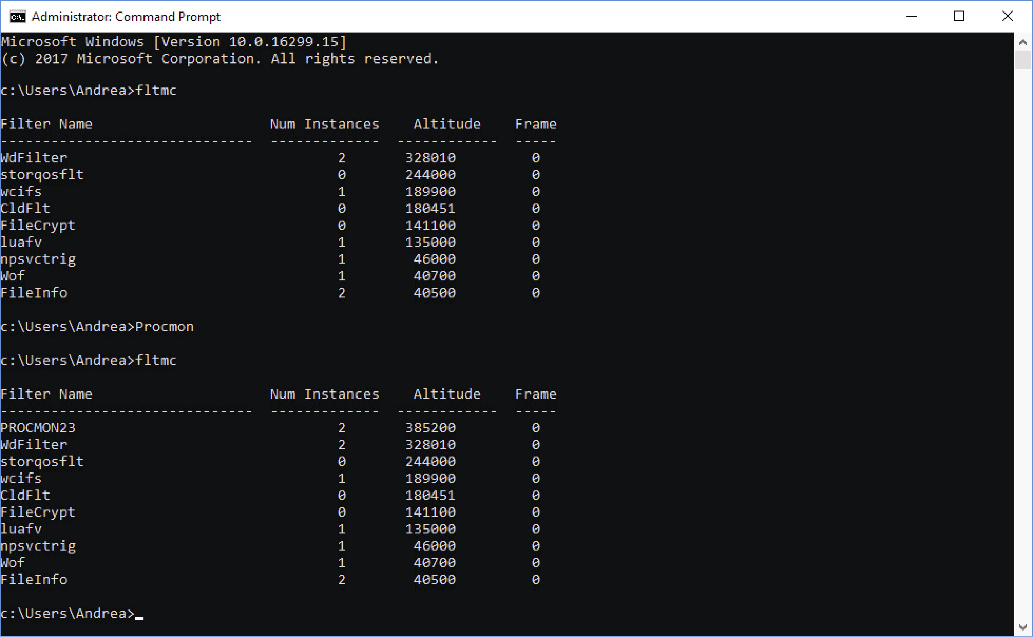 Administrator: Command Prompt
Microsoft Windows [Version 10.0.16299.15]
(c) 2017 Microsoft Corporation. All rights reserved.
c:\Users\Andrea>fltmc
Filter Name                     Num Instances    Altitude    Frame
------------------------------  -------------  ------------  -----
WdFilter                                2       328010         0
storqosflt                              0       244000         0
wcifs                                   1       189900         0
CldFlt                                  0       180451         0
FileCrypt                               0       141100         0
luafv                                   1       135000         0
npsvctrig                               1        46000         0
Wof                                     1        40700         0
FileInfo                                2        40500         0
c:\Users\Andrea>Procmon
c:\Users\Andrea>fltmc
Filter Name                     Num Instances    Altitude    Frame
------------------------------  -------------  ------------  -----
PROCMON23                               2       385200         0
WdFilter                                2       328010         0
storqosflt                              0       244000         0
wcifs                                   1       189900         0
CldFlt                                  0       180451         0
FileCrypt                               0       141100         0
luafv                                   1       135000         0
npsvctrig                               1        46000         0
Wof                                     1        40700         0
FileInfo                                2        40500         0
c:\Users\Andrea>